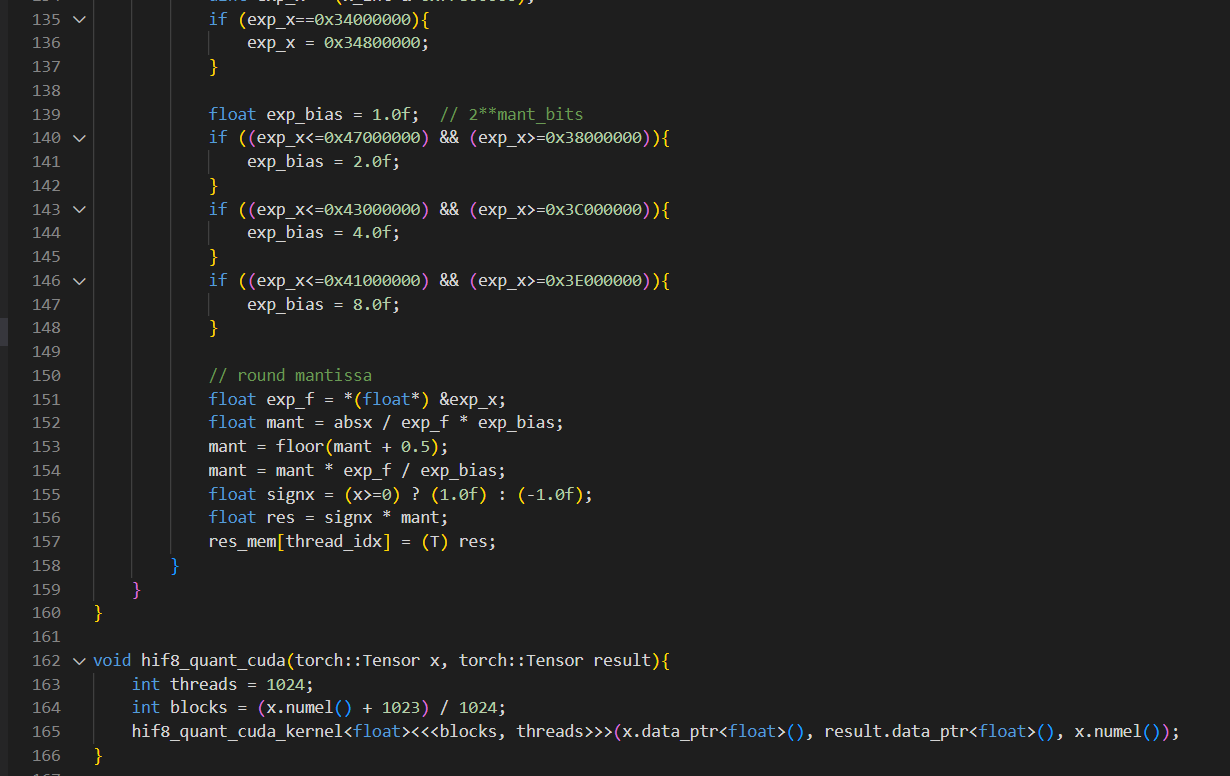 135 if (exp_x==0x34000000){
136 exp_x = 0x34800000;
137 }
138
139 float exp_bias = 1.0f;  // 2**mant_bits
140 if ((exp_x<=0x47000000) && (exp_x>=0x38000000)){
141 exp_bias = 2.0f;
142 }
143 if ((exp_x<=0x43000000) && (exp_x>=0x3C000000)){
144 exp_bias = 4.0f;
145 }
146 if ((exp_x<=0x41000000) && (exp_x>=0x3E000000)){
147 exp_bias = 8.0f;
148 }
149
150 // round mantissa
151 float exp_f = *(float*) &exp_x;
152 float mant = absx / exp_f * exp_bias;
153 mant = floor(mant + 0.5);
154 mant = mant * exp_f / exp_bias;
155 float signx = (x>=0) ? (1.0f) : (-1.0f);
156 float res = signx * mant;
157 res_mem[thread_idx] = (T) res;
158 }
159 }
160 }
161
162 void hif8_quant_cuda(torch::Tensor x, torch::Tensor result){
163 int threads = 1024;
164 int blocks = (x.numel() + 1023) / 1024;
165 hif8_quant_cuda_kernel<float><<<blocks, threads>>>(x.data_ptr<float>(), result.data_ptr<float>(), x.numel());
166 }